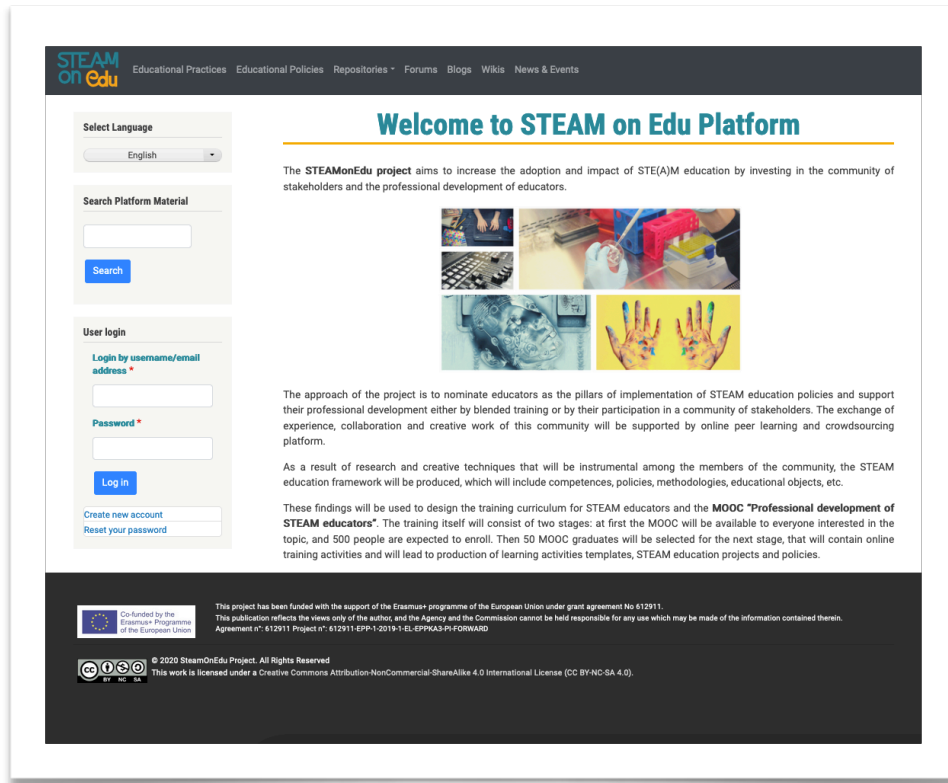 STEAM
on edu
Educational Practices Educational Policies Repositories Forums Blogs Wikis News & Events
Select Language
English
Search Platform Material
Search
User login
Login by username/email
address *
Password *
Log in
Create new account
Reset your password
Welcome to STEAM on Edu Platform
The STEAMonEdu project aims to increase the adoption and impact of STE(A)M education by investing in the community of
stakeholders and the professional development of educators.
The approach of the project is to nominate educators as the pillars of implementation of STEAM education policies and support
their professional development either by blended training or by their participation in a community of stakeholders. The exchange of
experience, collaboration and creative work of this community will be supported by online peer learning and crowdsourcing
platform.
As a result of research and creative techniques that will be instrumental among the members of the community, the STEAM
education framework will be produced, which will include competences, policies, methodologies, educational objects, etc.
These findings will be used to design the training curriculum for STEAM educators and the MOOC "Professional development of
STEAM educators". The training itself will consist of two stages: at first the MOOC will be available to everyone interested in the
topic, and 500 people are expected to enroll. Then 50 MOOC graduates will be selected for the next stage, that will contain online
training activities and will lead to production of learning activities templates, STEAM education projects and policies.
Co-funded by the
Erasmus+ Programme
of the European Union
This project has been funded with the support of the Erasmus+ programme of the European Union under grant agreement No 612911.
This publication reflects the views only of the author, and the Agency and the Commission cannot be held responsible for any use which may be made of the information contained therein.
Agreement n°: 612911 Project n°: 612911-EPP-1-2019-1-EL-EPPKA3-PI-FORWARD
cc BY NC SA
© 2020 SteamOnEdu Project. All Rights Reserved
This work is licensed under a Creative Commons Attribution-NonCommercial-ShareAlike 4.0 International License (CC BY-NC-SA 4.0).